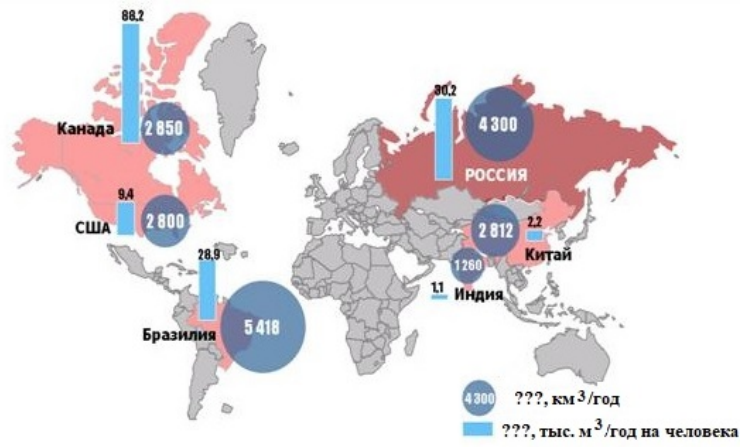 88,2
Канада
2 850
30,2
4 300
РОССИЯ
9,4
США
2 800
2 812
2,2
Китай
1 260
1,1
Индия
28,9
Бразилия
5 418
4 300
???, км³/год
???, тыс. м³/год на человека